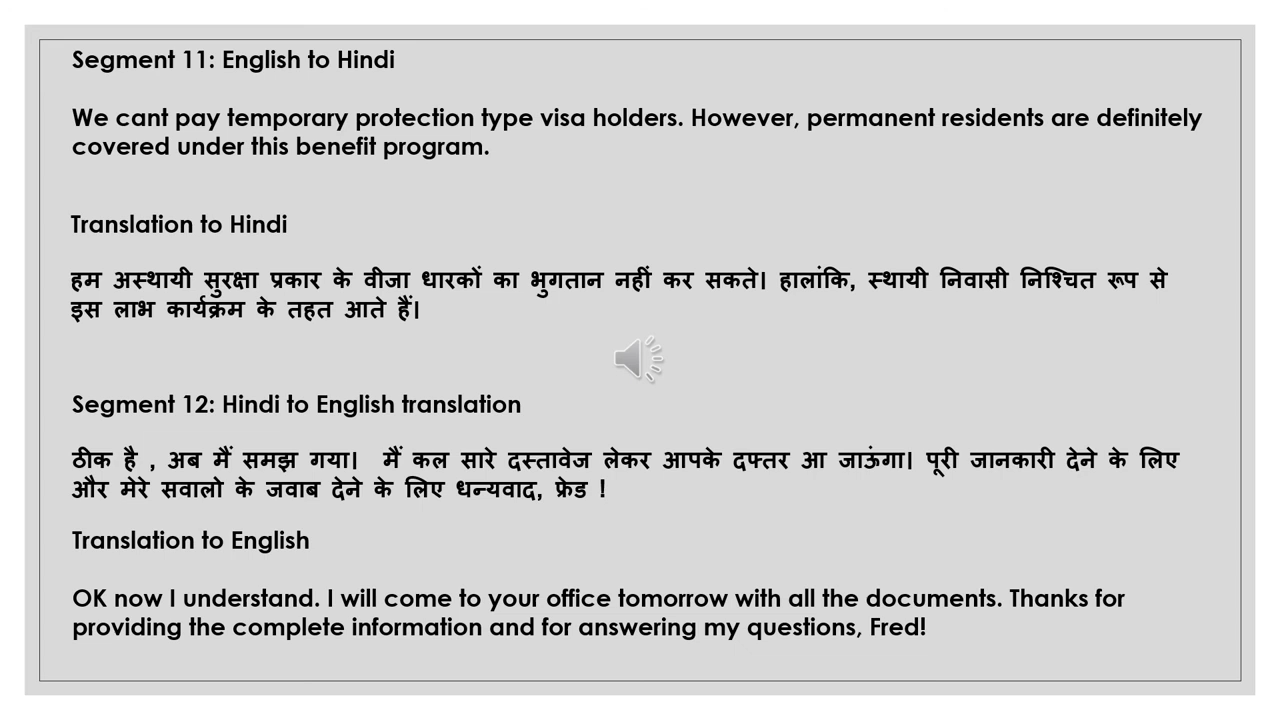 Segment 11: English to Hindi
We cant pay temporary protection type visa holders. However, permanent residents are definitely
covered under this benefit program.
Translation to Hindi
हम अस्थायी सुरक्षा प्रकार के वीजा धारकों का भुगतान नहीं कर सकते। हालांकि, स्थायी निवासी निश्चित रूप से
इस लाभ कार्यक्रम के तहत आते हैं।
Segment 12: Hindi to English translation
ठीक है , अब मैं समझ गया। मैं कल सारे दस्तावेज लेकर आपके दफ्तर आ जाऊंगा। पूरी जानकारी देने के लिए
और मेरे सवालो के जवाब देने के लिए धन्यवाद, फ्रेड !
Translation to English
OK now I understand. I will come to your office tomorrow with all the documents. Thanks for
providing the complete information and for answering my questions, Fred!